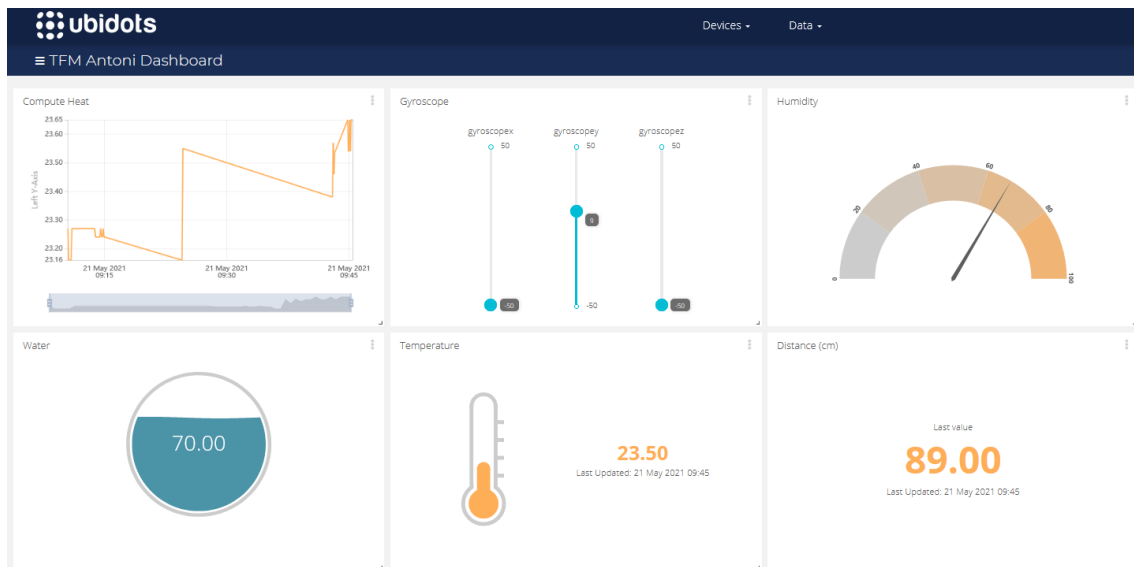 ubidots
Devices
Data
≡ TFM Antoni Dashboard
Compute Heat
Left Y-Axis
23.65
23.60
23.50
23.40
23.30
23.20
23.16
21 May 2021
09:15
21 May 2021
09:30
21 May 2021
09:45
Gyroscope
gyroscopex
gyroscopey
gyroscopez
50
50
50
9
-50
-50
-50
Humidity
0
20
40
60
80
100
Water
70.00
Temperature
23.50
Last Updated: 21 May 2021 09:45
Distance (cm)
Last value
89.00
Last Updated: 21 May 2021 09:45